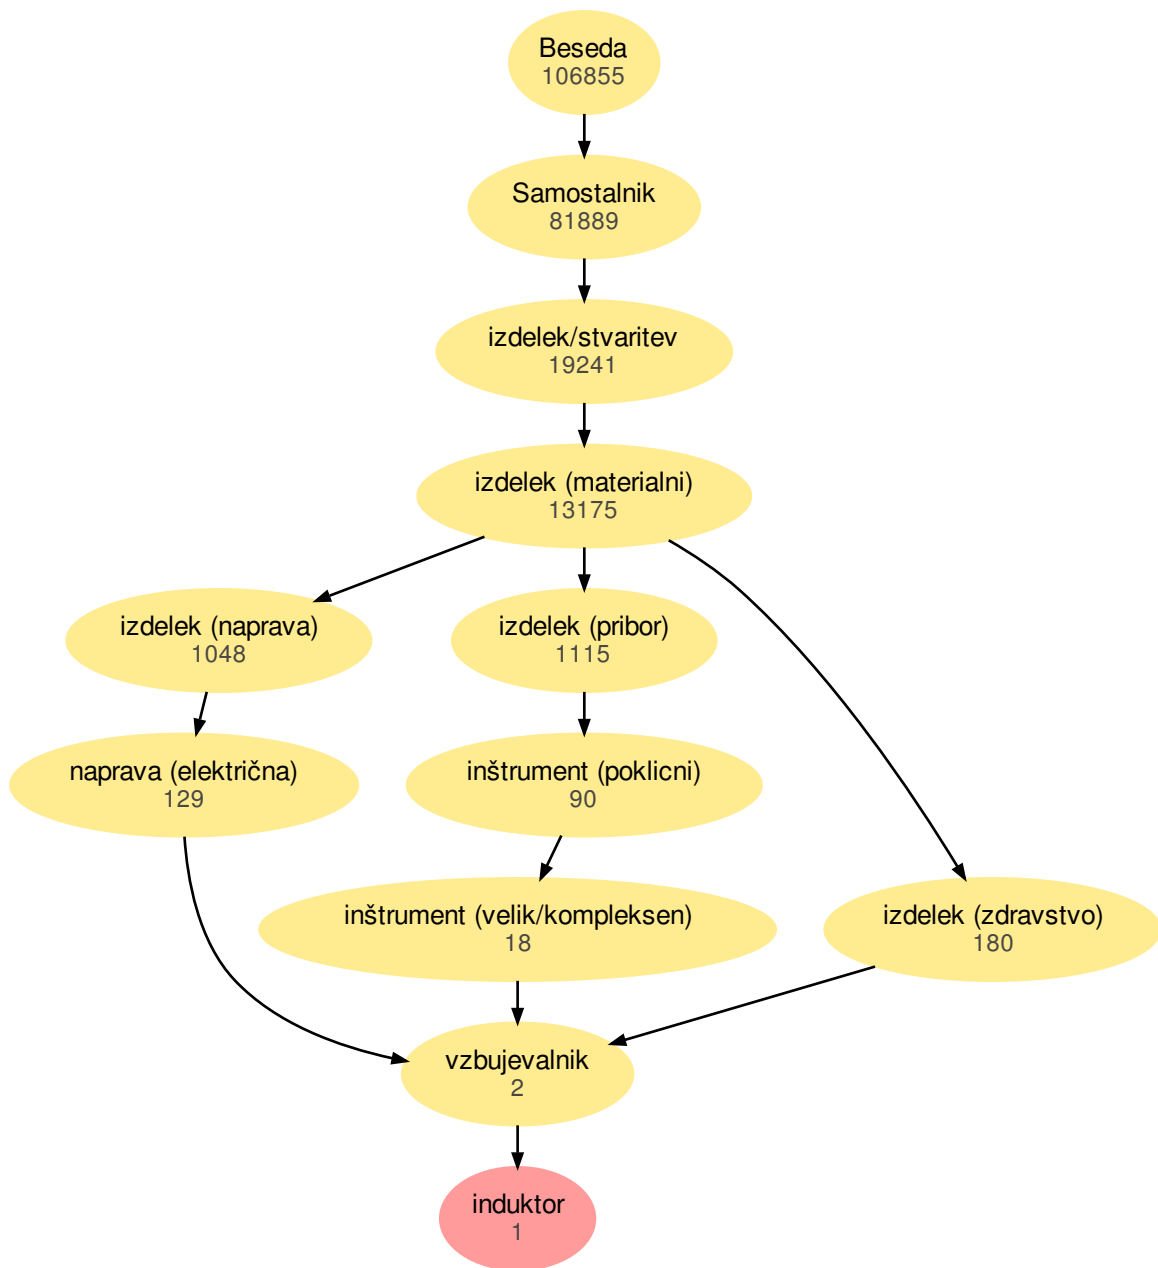 Beseda
106855
Samostalnik
81889
izdelek/stvaritev
19241
izdelek (materialni)
13175
izdelek (naprava)
1048
izdelek (pribor)
1115
naprava (električna)
129
inštrument (poklicni)
90
inštrument (velik/kompleksen)
18
izdelek (zdravstvo)
180
vzbujevalnik
2
induktor
1